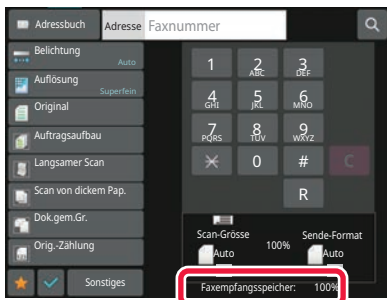 Adressbuch
Adresse Faxnummer
Belichtung
Auto
Auflösung
Superfein
Original
Auftragsaufbau
Langsamer Scan
Scan von dickem Pap.
Dok.gem.Gr.
Orig.-Zählung
Sonstiges
1 2 3
ABC DEF
4 5 6
GHI JKL MNO
7 8 9
PQRS TUV WXYZ
0 # C
R
Scan-Grösse Sende-Format
Auto 100% Auto
Faxempfangsspeicher: 100%